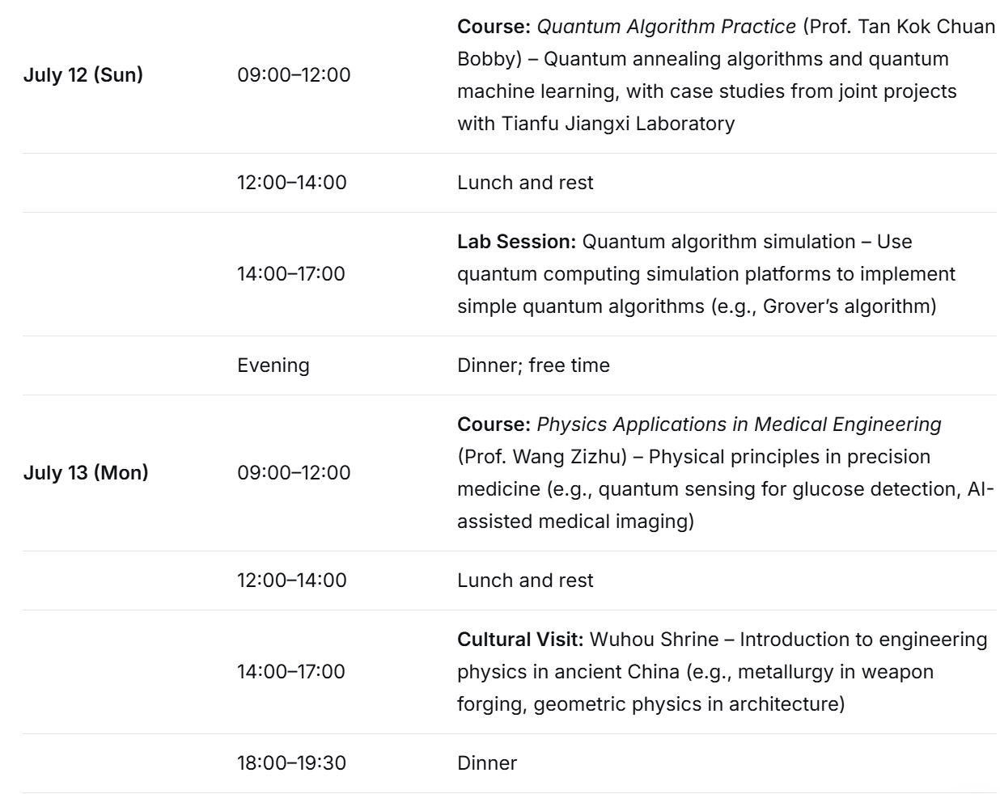 Course: Quantum Algorithm Practice (Prof. Tan Kok Chuan
July 12 (Sun) 09:00–12:00 Bobby) – Quantum annealing algorithms and quantum
machine learning, with case studies from joint projects
with Tianfu Jiangxi Laboratory
12:00–14:00 Lunch and rest
Lab Session: Quantum algorithm simulation – Use
14:00–17:00 quantum computing simulation platforms to implement
simple quantum algorithms (e.g., Grover’s algorithm)
Evening Dinner; free time
Course: Physics Applications in Medical Engineering
July 13 (Mon) 09:00–12:00 (Prof. Wang Zizhu) – Physical principles in precision
medicine (e.g., quantum sensing for glucose detection, AI-
assisted medical imaging)
12:00–14:00 Lunch and rest
Cultural Visit: Wuhou Shrine – Introduction to engineering
14:00–17:00 physics in ancient China (e.g., metallurgy in weapon
forging, geometric physics in architecture)
18:00–19:30 Dinner